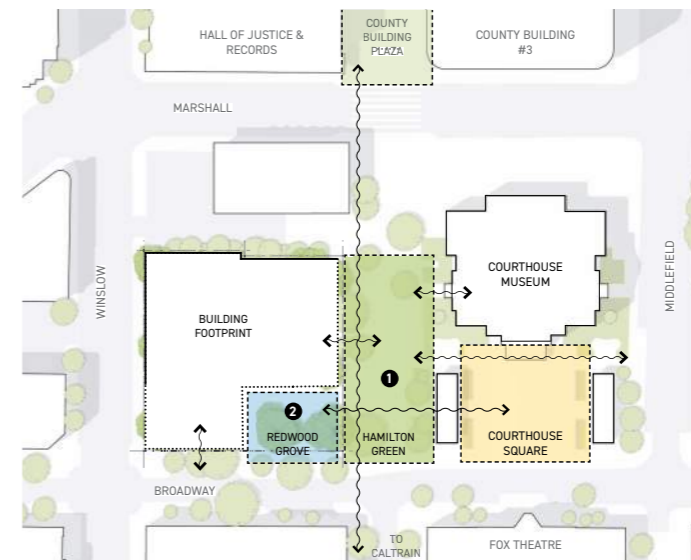 HALL OF JUSTICE &
RECORDS
COUNTY
BUILDING
PLAZA
COUNTY BUILDING
#3
MARSHALL
WINSLOW
MIDDLEFIELD
COURTHOUSE
MUSEUM
BUILDING
FOOTPRINT
1
2
REDWOOD
GROVE
HAMILTON
GREEN
COURTHOUSE
SQUARE
BROADWAY
TO
CALTRAIN
FOX THEATRE